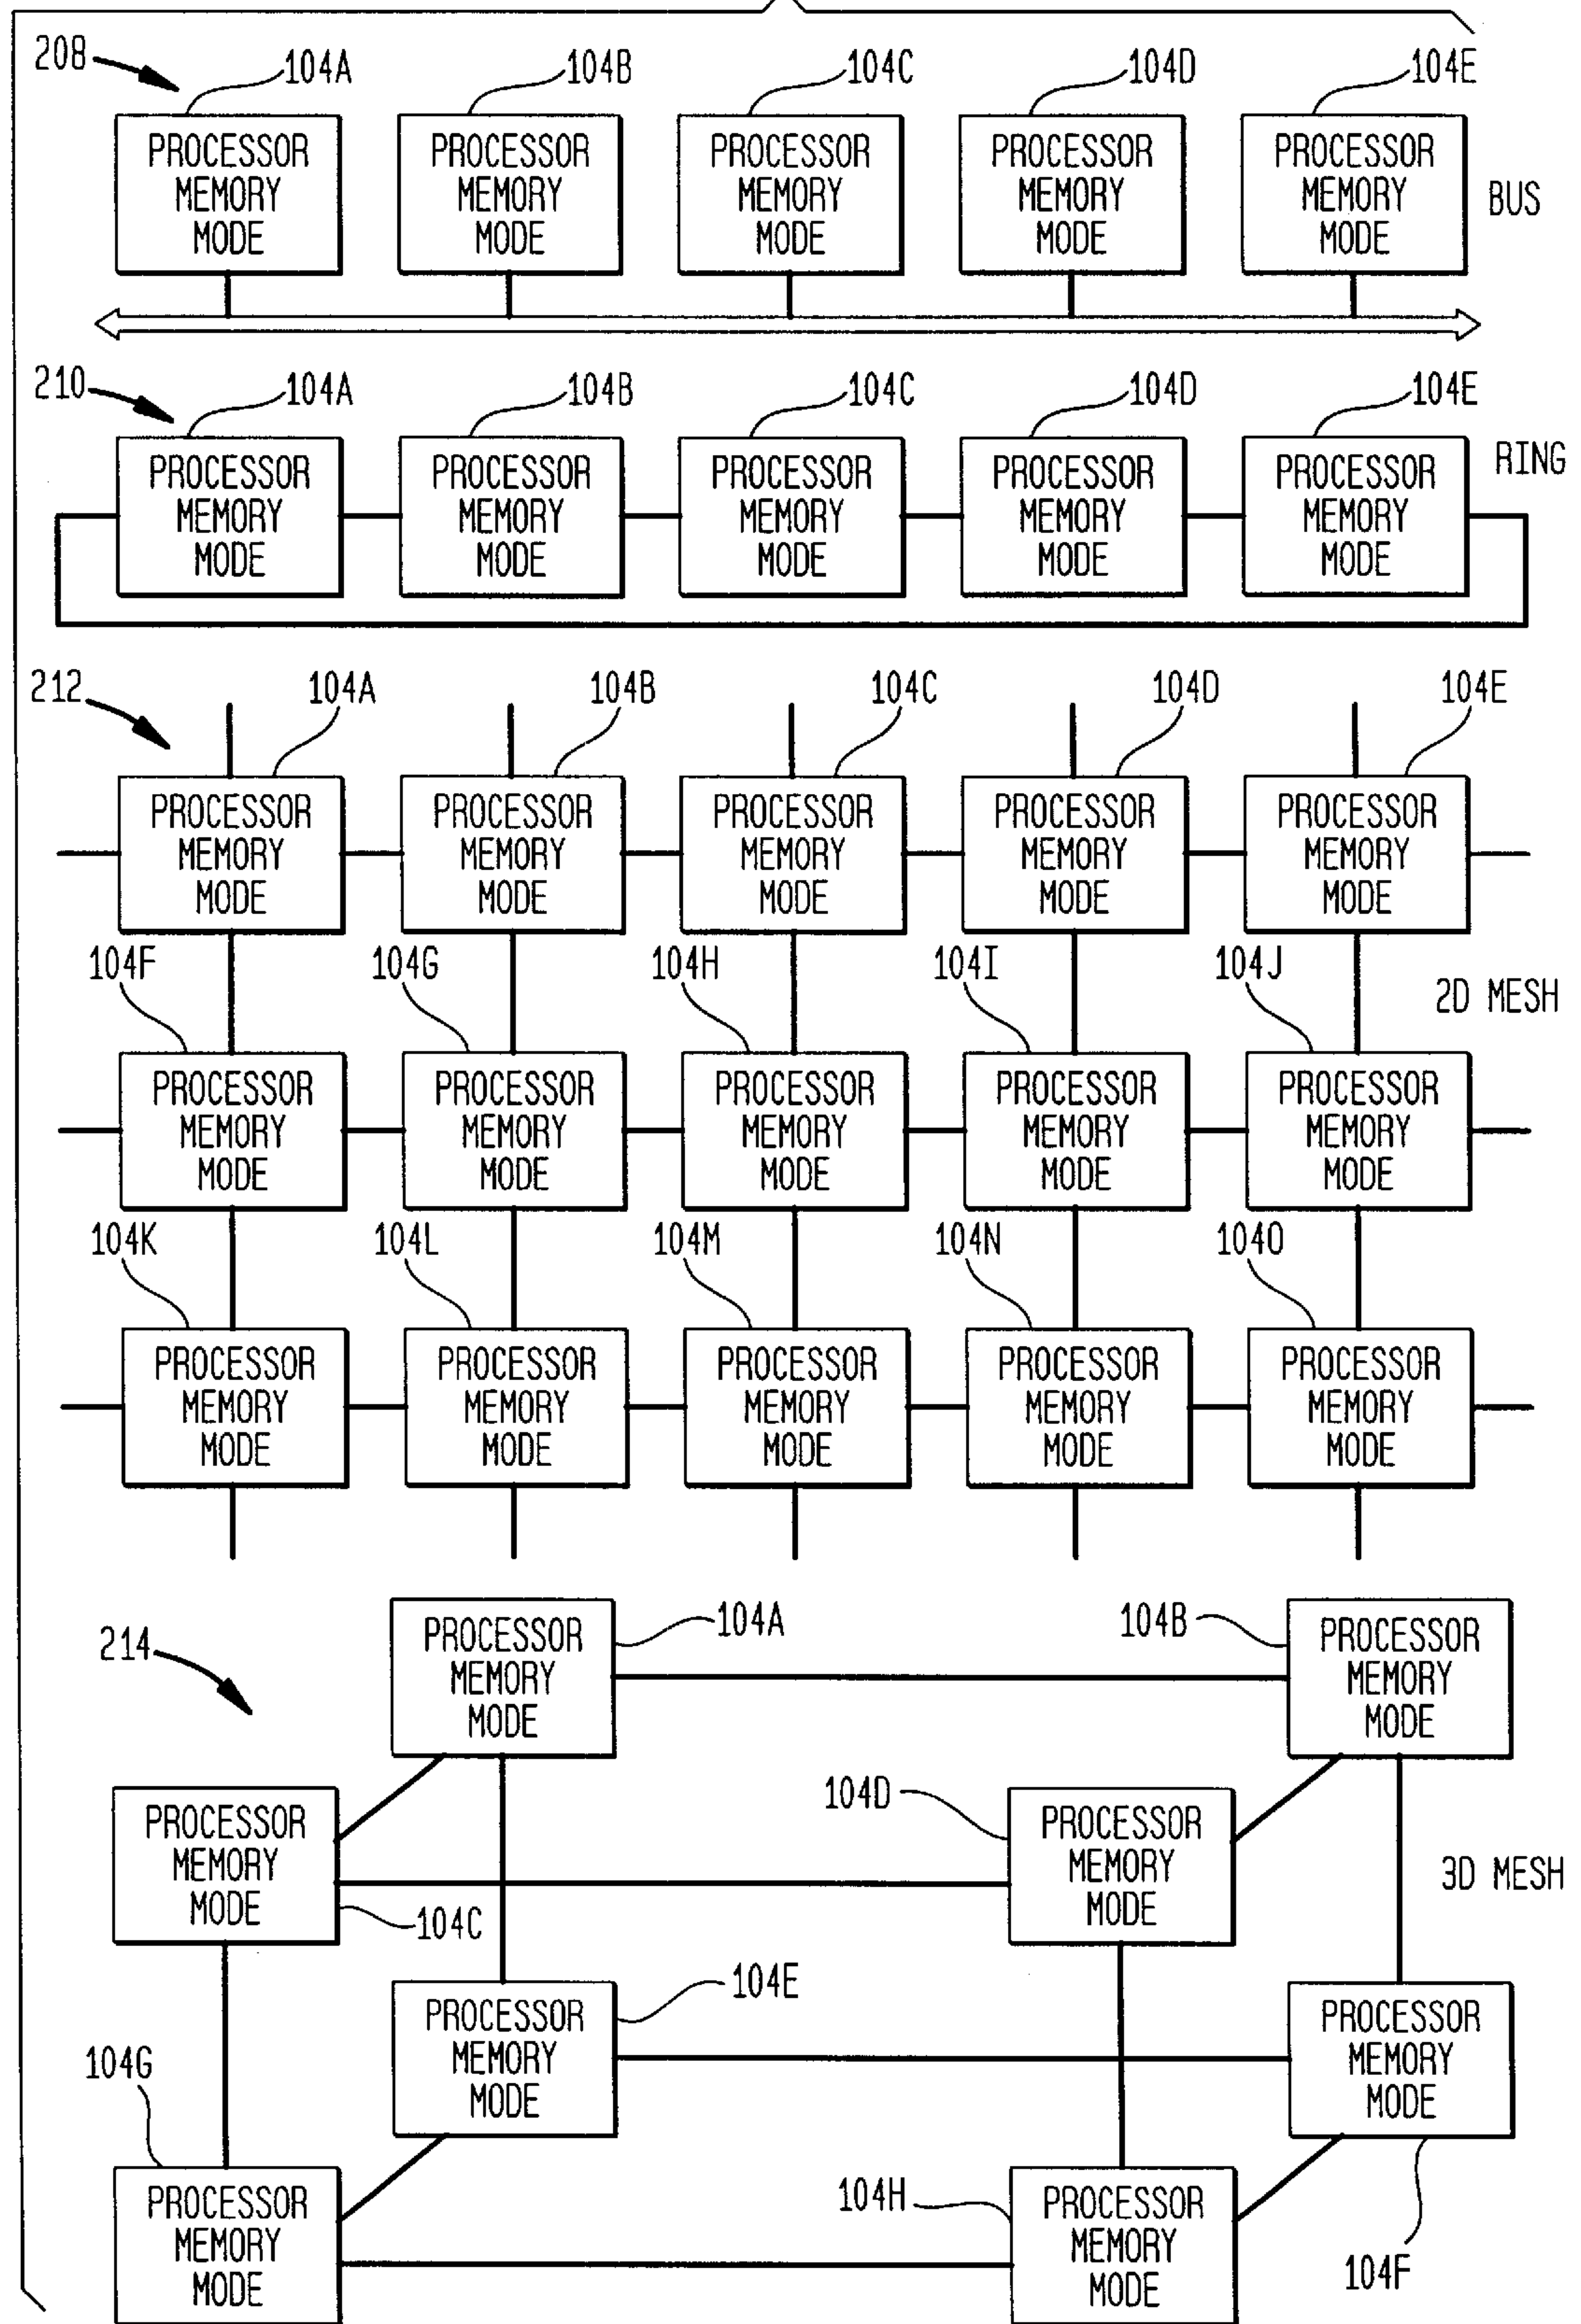 208
104A
104B
104C
104D
104E
PROCESSOR
MEMORY
MODE
PROCESSOR
MEMORY
MODE
PROCESSOR
MEMORY
MODE
PROCESSOR
MEMORY
MODE
PROCESSOR
MEMORY
MODE
BUS
210
104A
104B
104C
104D
104E
PROCESSOR
MEMORY
MODE
PROCESSOR
MEMORY
MODE
PROCESSOR
MEMORY
MODE
PROCESSOR
MEMORY
MODE
PROCESSOR
MEMORY
MODE
RING
212
104A
104B
104C
104D
104E
PROCESSOR
MEMORY
MODE
PROCESSOR
MEMORY
MODE
PROCESSOR
MEMORY
MODE
PROCESSOR
MEMORY
MODE
PROCESSOR
MEMORY
MODE
104F
104G
104H
104I
104J
2D MESH
PROCESSOR
MEMORY
MODE
PROCESSOR
MEMORY
MODE
PROCESSOR
MEMORY
MODE
PROCESSOR
MEMORY
MODE
PROCESSOR
MEMORY
MODE
104K
104L
104M
104N
104O
PROCESSOR
MEMORY
MODE
PROCESSOR
MEMORY
MODE
PROCESSOR
MEMORY
MODE
PROCESSOR
MEMORY
MODE
PROCESSOR
MEMORY
MODE
214
PROCESSOR
MEMORY
MODE
104A
104B
PROCESSOR
MEMORY
MODE
PROCESSOR
MEMORY
MODE
104C
104D
PROCESSOR
MEMORY
MODE
3D MESH
PROCESSOR
MEMORY
MODE
104E
PROCESSOR
MEMORY
MODE
104F
104G
PROCESSOR
MEMORY
MODE
104H
PROCESSOR
MEMORY
MODE